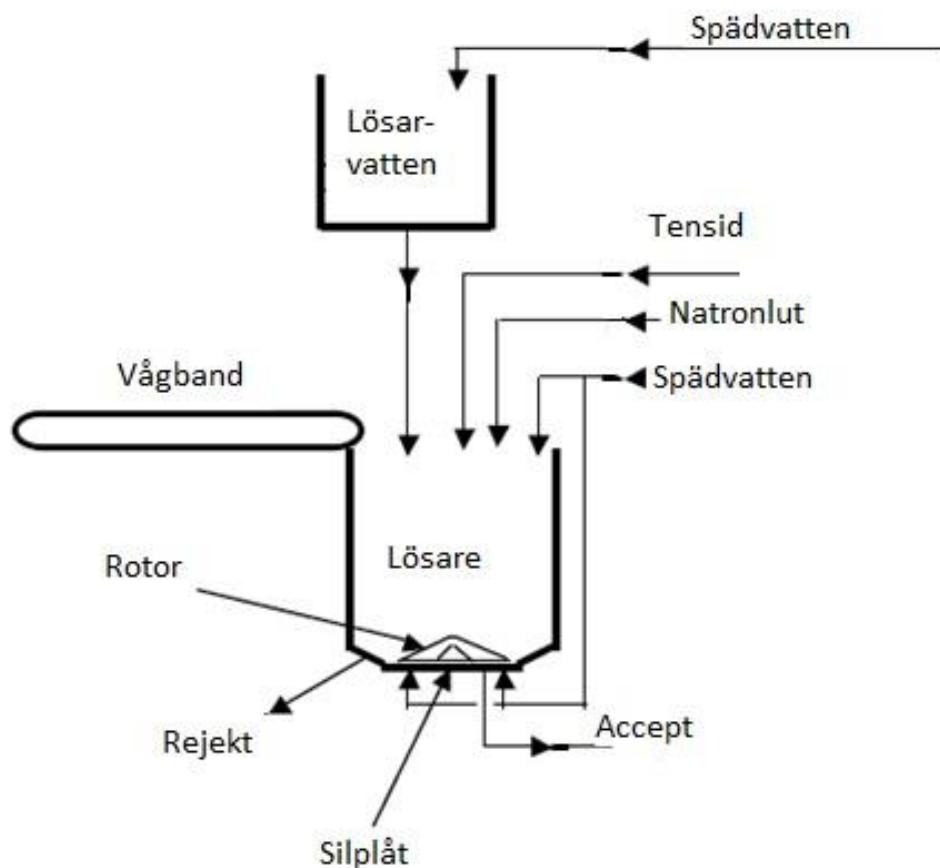 Spädvatten
Lösar-
vatten
Tensid
Natronlut
Vågband
Spädvatten
Lösare
Rotor
Rejekt
Accept
Silplåt